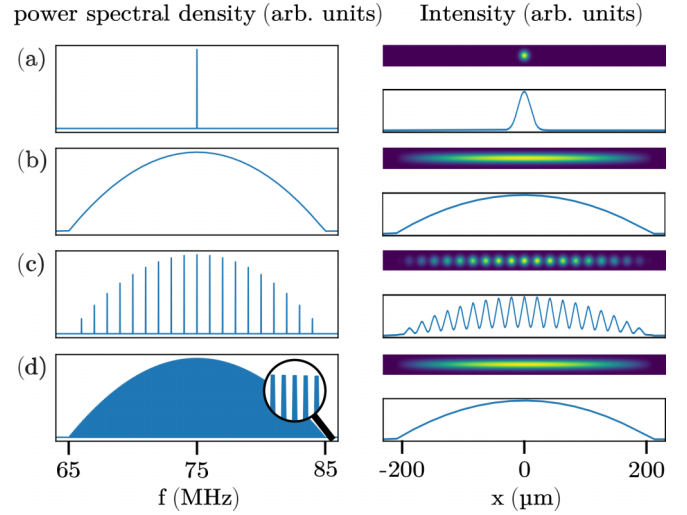 power spectral density (arb. units) Intensity (arb. units)
(a)
(b)
(c)
(d)
65 75 85 -200 0 200
f (MHz) x (µm)